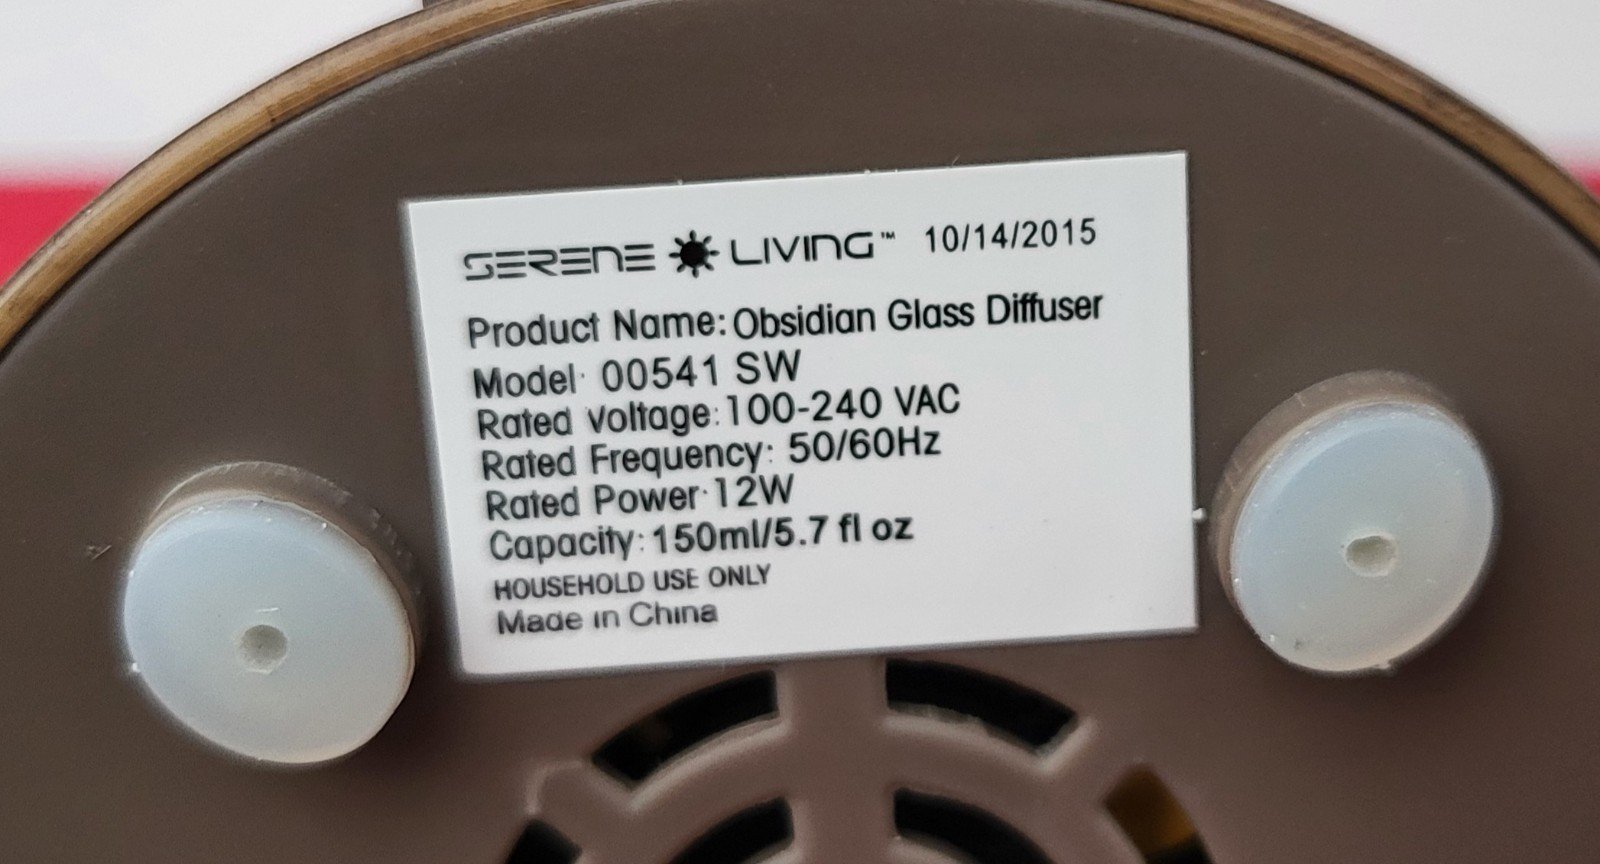 SERENE LIVING™ 10/14/2015
Product Name: Obsidian Glass Diffuser
Model: 00541 SW
Rated voltage: 100-240 VAC
Rated Frequency: 50/60Hz
Rated Power: 12W
Capacity: 150ml/5.7 fl oz
HOUSEHOLD USE ONLY
Made in China